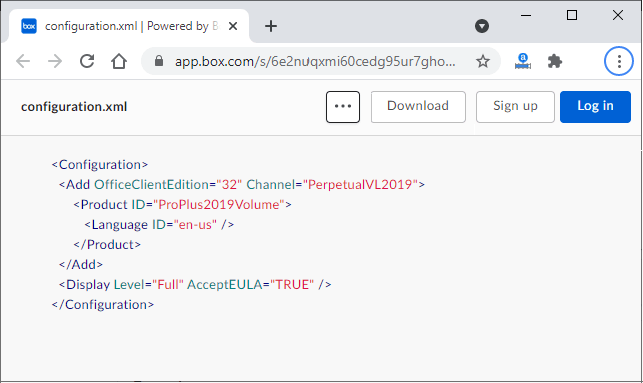 box
configuration.xml | Powered by B
app.box.com/s/6e2nuqxmi60cedg95ur7gho...
configuration.xml
Download
Sign up
Log in
<Configuration>
<Add OfficeClientEdition="32" Channel="PerpetualVL2019">
<Product ID="ProPlus2019Volume">
<Language ID="en-us" />
</Product>
</Add>
<Display Level="Full" AcceptEULA="TRUE" />
</Configuration>